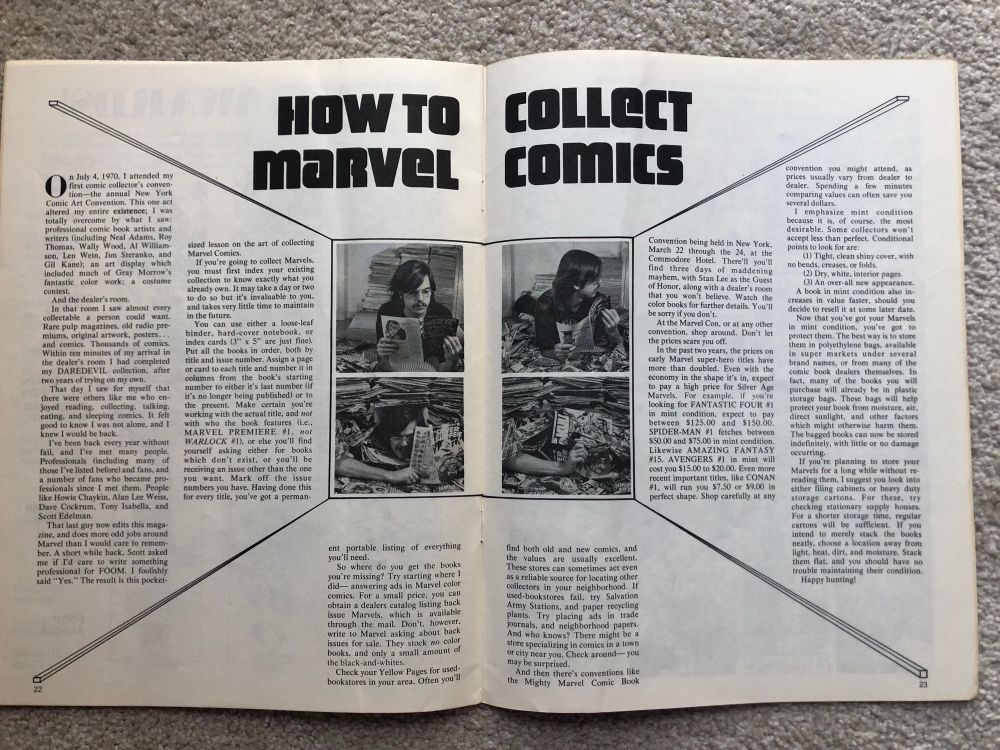 HOW TO COLLECT
MARVEL COMICS
On July 4, 1970, I attended my
first comic collector's conven-
tion—the annual New York
Comic Art Convention. This one act
altered my entire existence; I was
totally overcome by what I saw:
professional comic book artists and
writers (including Neal Adams, Roy
Thomas, Wally Wood, Al William-
son, Len Wein, Jim Steranko, and
Gil Kane); an art display which
included much of Gray Morrow's
fantastic color work; a costume
contest.
And the dealer's room.
In that room I saw almost every
collectable a person could want.
Rare pulp magazines, old radio pre-
miums, original artwork, posters . .
and comics. Thousands of comics.
Within ten minutes of my arrival in
the dealer's room I had completed
my DAREDEVIL collection, after
two years of trying on my own.
That day I saw for myself that
there were others like me who en-
joyed reading, collecting, talking,
eating, and sleeping comics. It felt
good to know I was not alone, and I
knew I would be back.
I've been back every year without
fail, and I've met many people.
Professionals (including many of
those I've listed before) and fans, and
a number of fans who became pro-
fessionals since I met them. People
like Howie Chaykin, Alan Lee Weiss,
Dave Cockrum, Tony Isabella, and
Scott Edelman.
That last guy now edits this maga-
zine, and does more odd jobs around
Marvel than I would care to remem-
ber. A short while back, Scott asked
me if I'd care to write something
professional for FOOM. I foolishly
said "Yes." The result is this pocket-
sized lesson on the art of collecting
Marvel Comics.
If you're going to collect Marvels,
you must first index your existing
collection to know exactly what you
already own. It may take a day or two
to do so but it's invaluable to you,
and takes very little time to maintain
in the future.
You can use either a loose-leaf
binder, hard-cover notebook, or
index cards (3" x 5" are just fine).
Put all the books in order, both by
title and issue number. Assign a page
or card to each title and number it in
columns from the book's starting
number to either it's last number (if
it's no longer being published) or to
the present. Make certain you're
working with the actual title, and not
with who the book features (i.e.,
MARVEL PREMIERE #1, not
WARLOCK #1), or else you'll find
yourself asking either for books
which don't exist, or you'll be
receiving an issue other than the one
you want. Mark off the issue
numbers you have. Having done this
for every title, you've got a perman-
ent portable listing of everything
you'll need.
So where do you get the books
you're missing? Try starting where I
did— answering ads in Marvel color
comics. For a small price, you can
obtain a dealers catalog listing back
issue Marvels, which is available
through the mail. Don't, however,
write to Marvel asking about back
issues for sale. They stock no color
books, and only a small amount of
the black-and-whites.
Check your Yellow Pages for used-
bookstores in your area. Often you'll
22
find both old and new comics, and
the values are usually excellent.
These stores can sometimes act even
as a reliable source for locating other
collectors in your neighborhood. If
used-bookstores fail, try Salvation
Army Stations, and paper recycling
plants. Try placing ads in trade
journals, and neighborhood papers.
And who knows? There might be a
store specializing in comics in a town
or city near you. Check around—you
may be surprised.
And then there's conventions like
the Mighty Marvel Comic Book
Convention being held in New York,
March 22 through the 24, at the
Commodore Hotel. There'll you'll
find three days of maddening
mayhem, with Stan Lee as the Guest
of Honor, along with a dealer's room
that you won't believe. Watch the
color books for further details. You'll
be sorry if you don't.
At the Marvel Con, or at any other
convention, shop around. Don't let
the prices scare you off.
In the past two years, the prices on
early Marvel super-hero titles have
more than doubled. Even with the
economy in the shape it's in, expect
to pay a high price for Silver Age
Marvels. For example, if you're
looking for FANTASTIC FOUR #1
in mint condition, expect to pay
between $125.00 and $150.00.
SPIDER-MAN #1 fetches between
$50.00 and $75.00 in mint condition.
Likewise AMAZING FANTASY
#15. AVENGERS #1 in mint will
cost you $15.00 to $20.00. Even more
recent important titles, like CONAN
#1, will run you $7.50 or $9.00 in
perfect shape. Shop carefully at any
convention you might attend, as
prices usually vary from dealer to
dealer. Spending a few minutes
comparing values can often save you
several dollars.
I emphasize mint condition
because it is, of course, the most
desirable. Some collectors won't
accept less than perfect. Conditional
points to look for are:
(1) Tight, clean shiny cover, with
no bends, creases, or folds.
(2) Dry, white, interior pages.
(3) An over-all new appearance.
A book in mint condition also in-
creases in value faster, should you
decide to resell it at some later date.
Now that you've got your Marvels
in mint condition, you've got to
protect them. The best way is to store
them in polyethylene bags, available
in super markets under several
brand names, or from many of the
comic book dealers themselves. In
fact, many of the books you will
purchase will already be in plastic
storage bags. These bags will help
protect your book from moisture, air,
direct sunlight, and other factors
which might otherwise harm them.
The bagged books can now be stored
indefinitely, with little or no damage
occurring.
If you're planning to store your
Marvels for a long while without re-
reading them, I suggest you look into
either filing cabinets or heavy duty
storage cartons. For these, try
checking stationary supply houses.
For a shorter storage time, regular
cartons will be sufficient. If you
intend to merely stack the books
neatly, choose a location away from
light, heat, dirt, and moisture. Stack
them flat, and you should have no
trouble maintaining their condition.
Happy hunting!
23